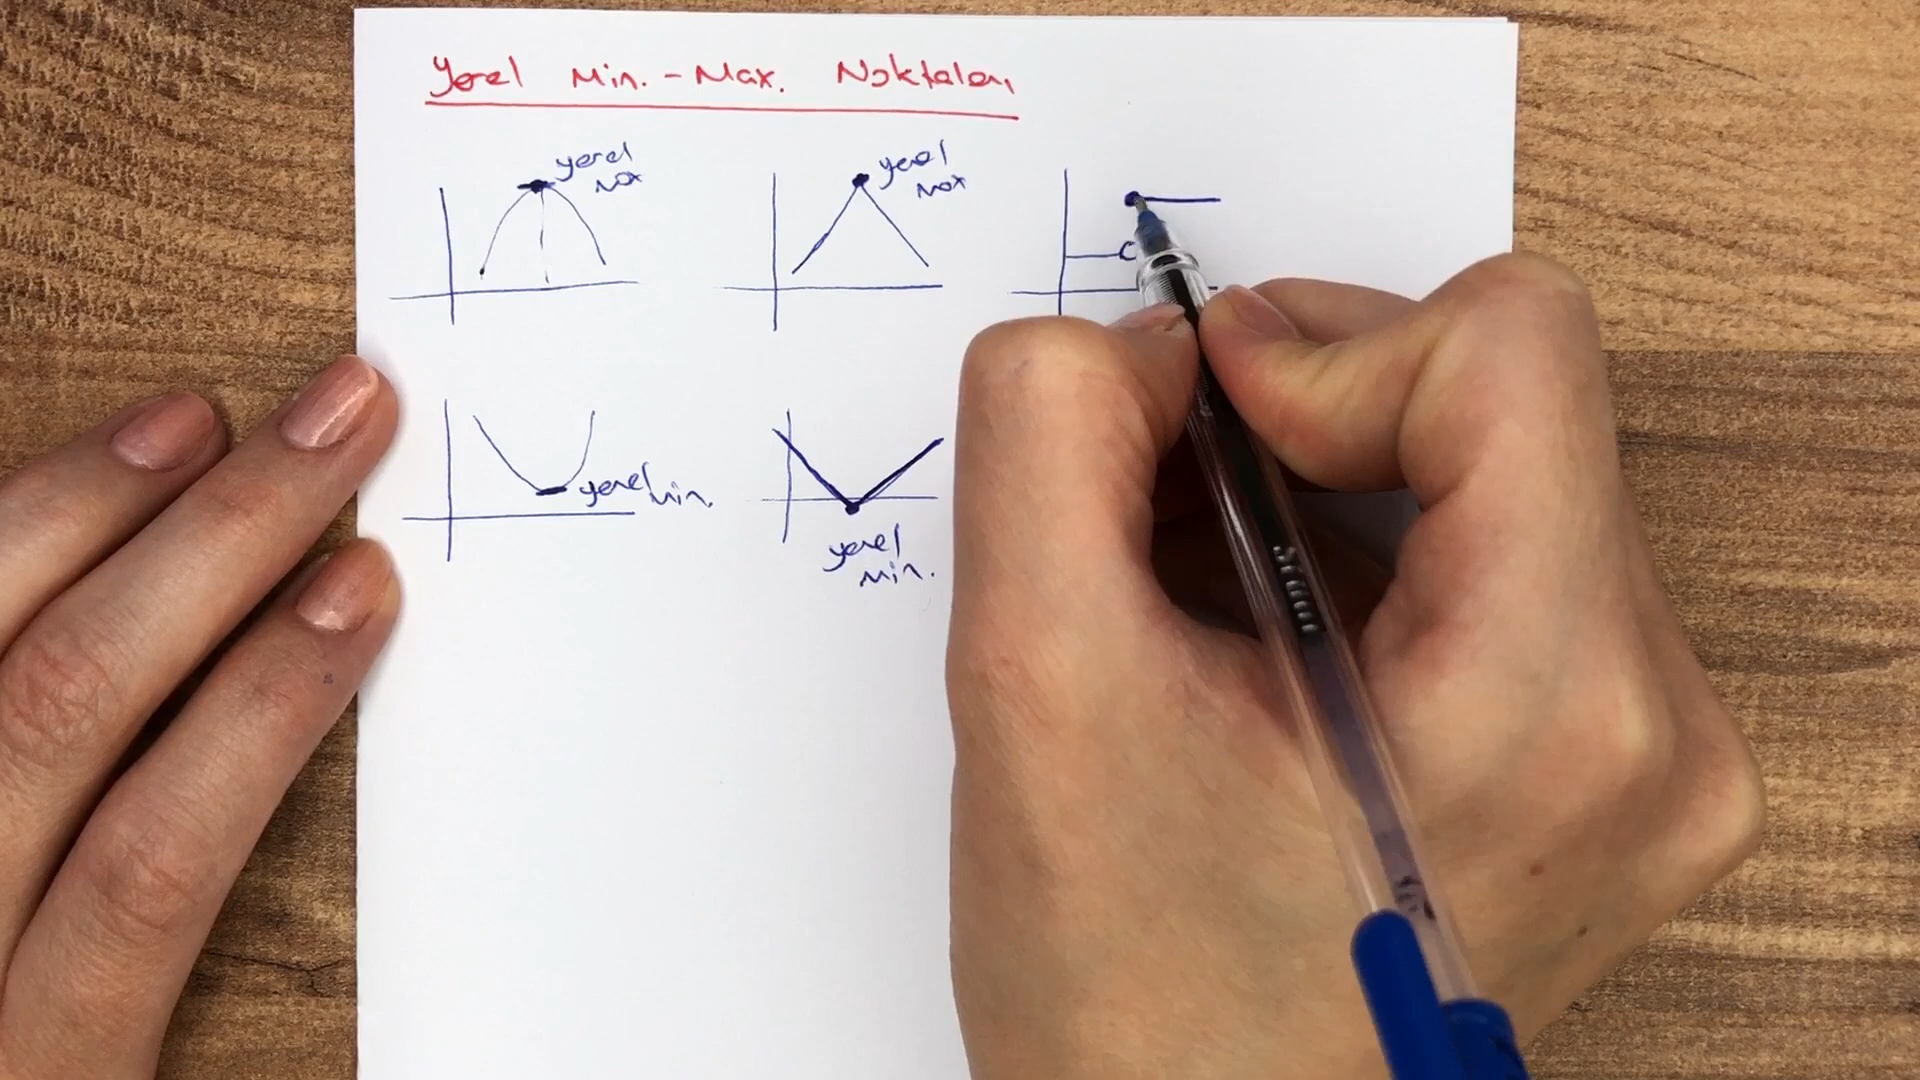 Yerel Min. - Max. Noktaları
yerel
max
yerel
max
yerel min.
yerel
min.